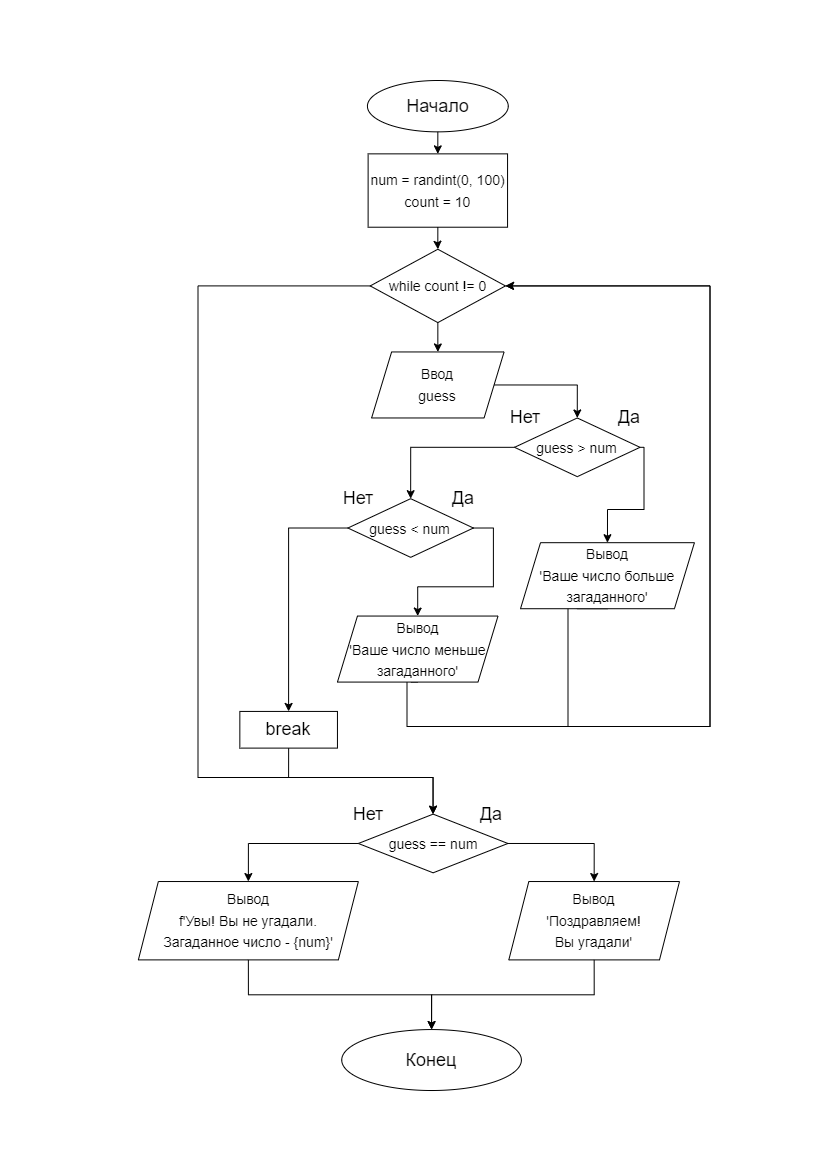 Начало
num = randint(0, 100)
count = 10
while count != 0
Ввод
guess
Нет
Да
guess > num
Нет
Да
guess < num
Вывод
'Ваше число больше
загаданного'
Вывод
'Ваше число меньше
загаданного'
break
Нет
Да
guess == num
Вывод
f'Увы! Вы не угадали.
Загаданное число - {num}'
Вывод
'Поздравляем!
Вы угадали'
Конец